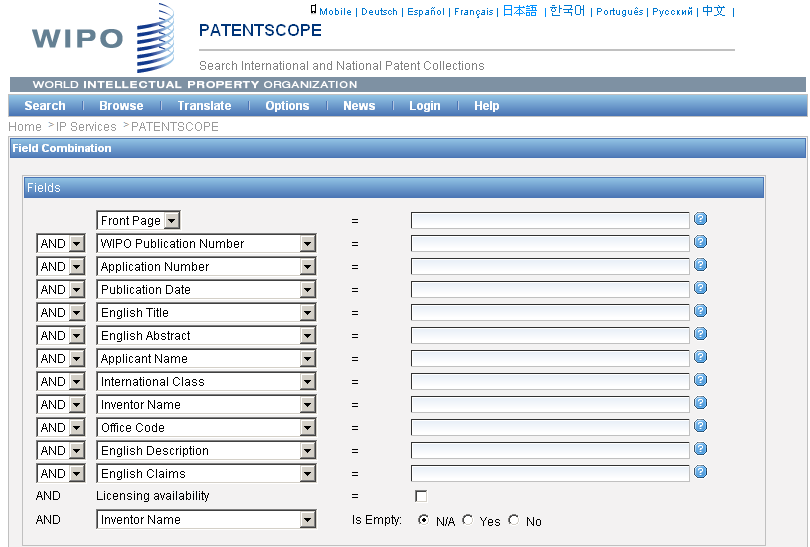 Mobile | Deutsch | Español | Français | 日本語 | 한국어 | Português | Русский | 中文 |
WIPO
PATENTSCOPE
Search International and National Patent Collections
WORLD INTELLECTUAL PROPERTY ORGANIZATION
Search | Browse | Translate | Options | News | Login | Help
Home > IP Services > PATENTSCOPE
Field Combination
Fields
Front Page = ?
AND WIPO Publication Number = ?
AND Application Number = ?
AND Publication Date = ?
AND English Title = ?
AND English Abstract = ?
AND Applicant Name = ?
AND International Class = ?
AND Inventor Name = ?
AND Office Code = ?
AND English Description = ?
AND English Claims = ?
AND Licensing availability =
AND Inventor Name Is Empty: N/A Yes No